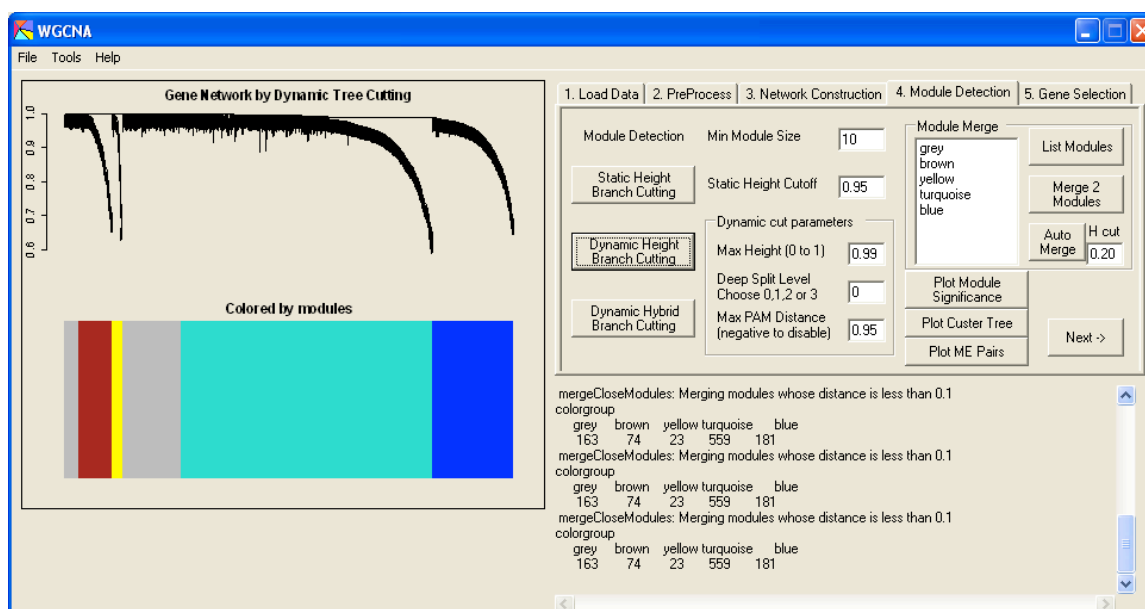 WGCNA
File Tools Help
Gene Network by Dynamic Tree Cutting
1.0
0.9
0.8
0.7
0.6
Colored by modules
1. Load Data 2. PreProcess 3. Network Construction 4. Module Detection 5. Gene Selection
Module Detection
Static Height
Branch Cutting
Dynamic Height
Branch Cutting
Dynamic Hybrid
Branch Cutting
Min Module Size 10
Static Height Cutoff 0.95
Dynamic cut parameters
Max Height (0 to 1) 0.99
Deep Split Level
Choose 0,1,2 or 3 0
Max PAM Distance
(negative to disable) 0.95
Module Merge
grey
brown
yellow
turquoise
blue
List Modules
Merge 2
Modules
Auto
Merge
H cut
0.20
Plot Module
Significance
Plot Custer Tree
Plot ME Pairs
Next ->
mergeCloseModules: Merging modules whose distance is less than 0.1
colorgroup
grey brown yellow turquoise blue
163 74 23 559 181
mergeCloseModules: Merging modules whose distance is less than 0.1
colorgroup
grey brown yellow turquoise blue
163 74 23 559 181
mergeCloseModules: Merging modules whose distance is less than 0.1
colorgroup
grey brown yellow turquoise blue
163 74 23 559 181